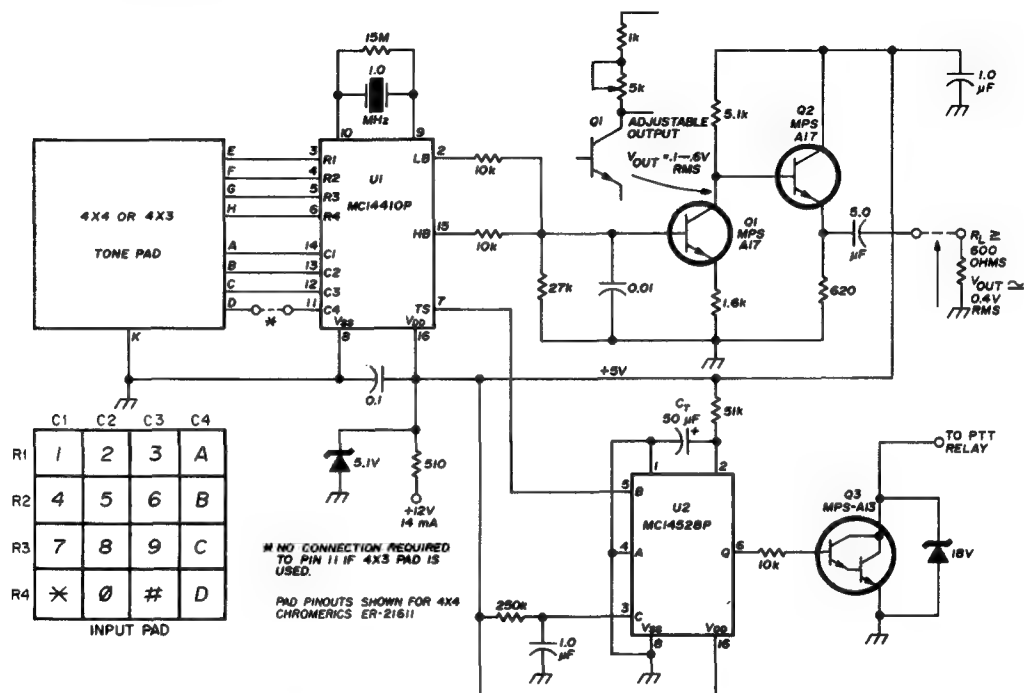 15M
1.0
MHz
10
9
1k
5k
Q1
ADJUSTABLE
OUTPUT
VOUT = .1–.6V
RMS
5.1k
Q2
MPS
A17
1.0
µF
4X4 OR 4X3
TONE PAD
E
F
G
H
A
B
C
D
K
*
3
4
5
6
14
13
12
11
R1
R2
R3
R4
C1
C2
C3
C4
U1
MC14410P
LB
HB
TS
VSS
VDD
8
16
2
15
7
10k
10k
27k
0.01
Q1
MPS
A17
1.6k
620
5.0
µF
RL ≥
600
OHMS
VOUT ≥
0.4V
RMS
0.1
+5V
5.1V
510
+12V
14 mA
CT
50 µF
+
51k
TO PTT
RELAY
1
2
5
B
4
A
3
C
U2
MC14528P
Q
6
VSS
VDD
8
16
10k
Q3
MPS-A13
18V
250k
1.0
µF
* NO CONNECTION REQUIRED
TO PIN 11 IF 4X3 PAD IS
USED.
PAD PINOUTS SHOWN FOR 4X4
CHROMERICS ER-21611
C1 C2 C3 C4
R1 1 2 3 A
R2 4 5 6 B
R3 7 8 9 C
R4 * Ø # D
INPUT PAD